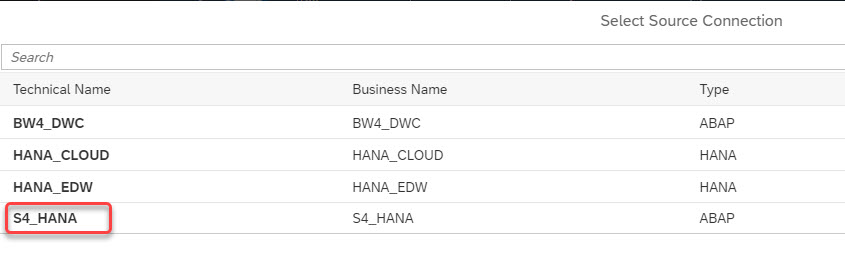 Select Source Connection
Search
Technical Name Business Name Type
BW4_DWC BW4_DWC ABAP
HANA_CLOUD HANA_CLOUD HANA
HANA_EDW HANA_EDW HANA
S4_HANA S4_HANA ABAP